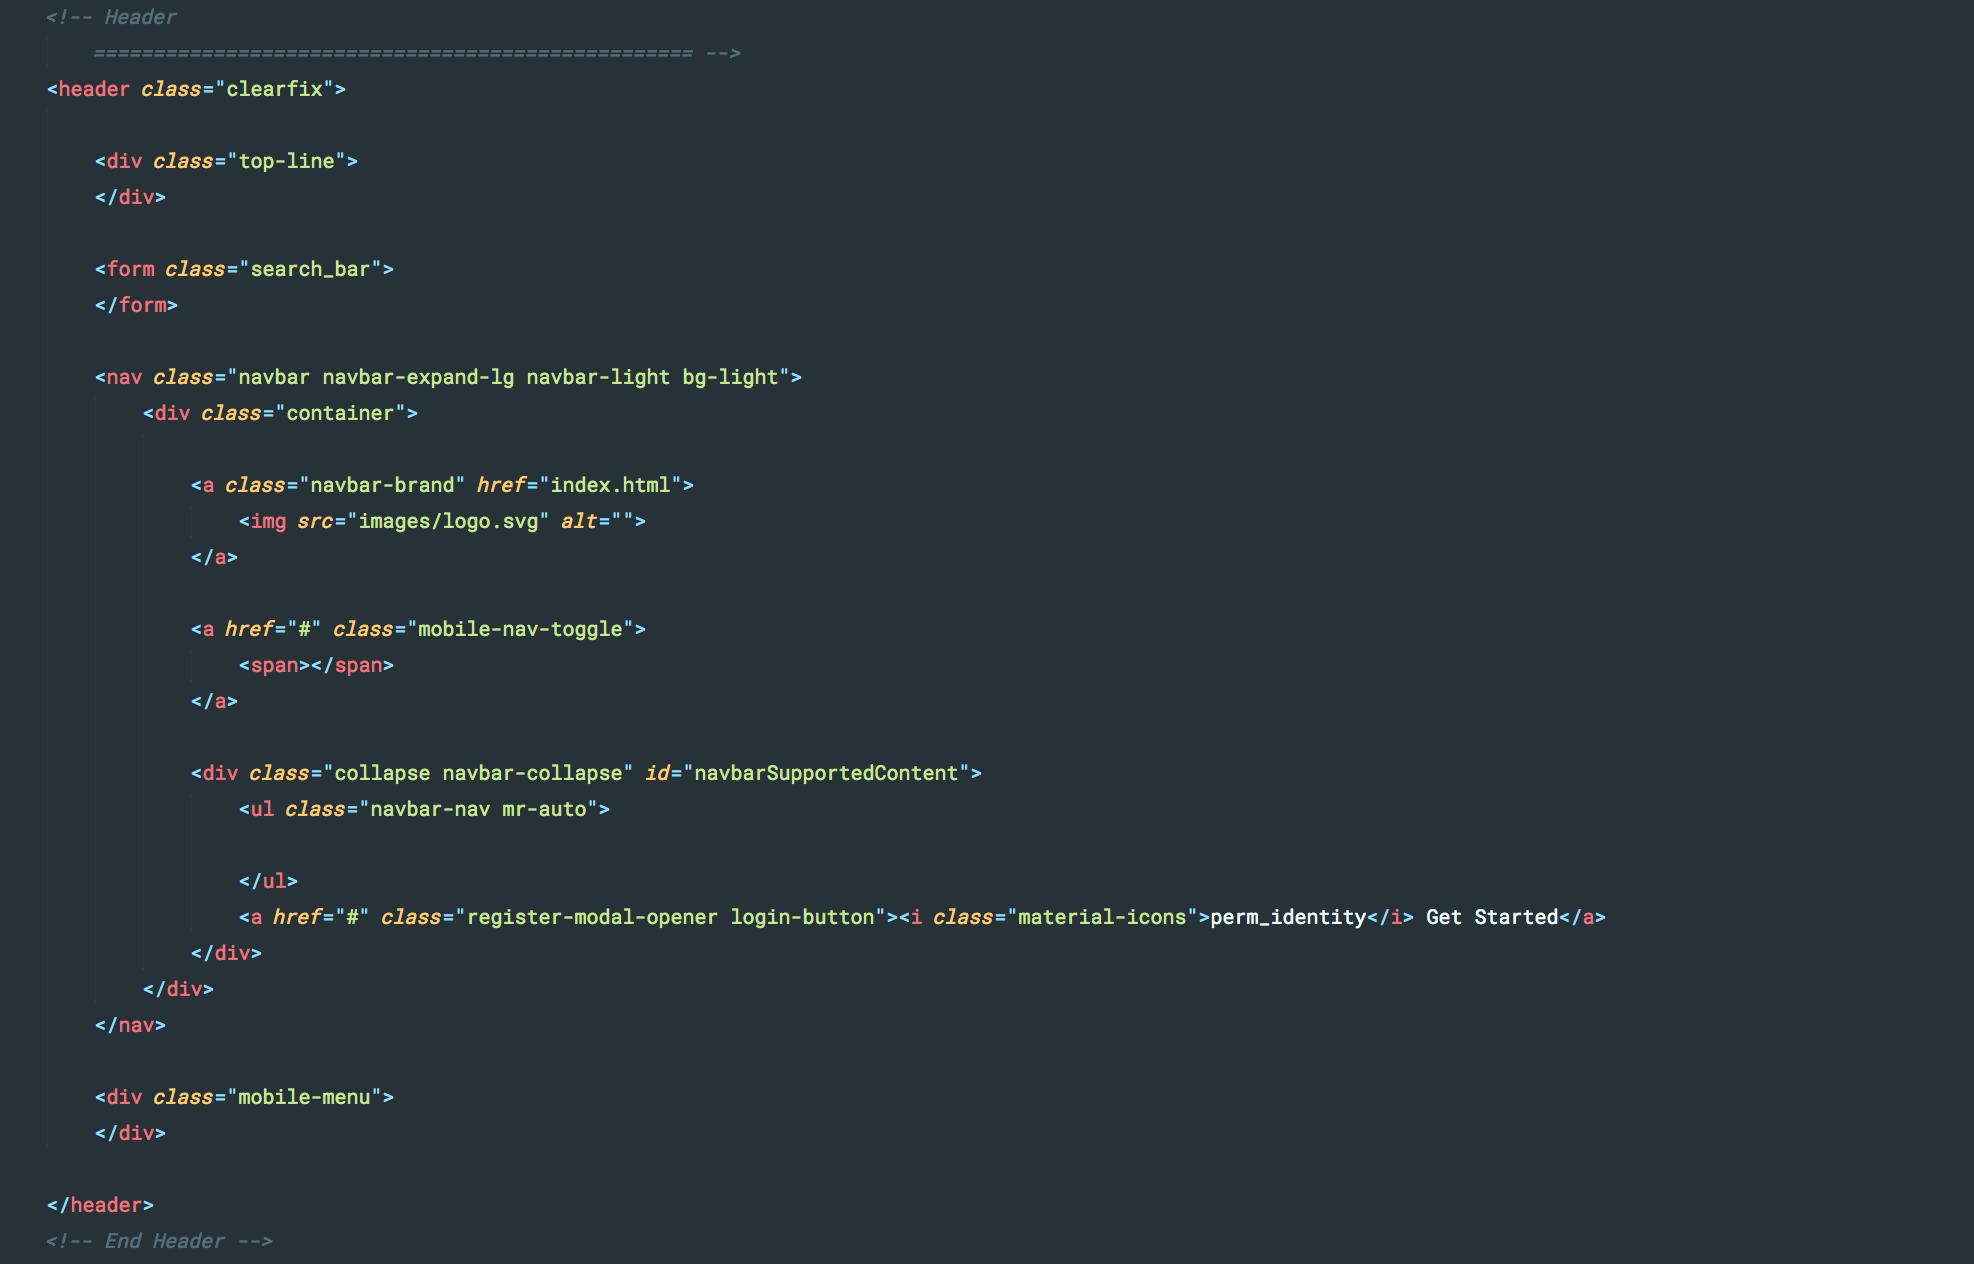 <!-- Header
================================================== -->
<header class="clearfix">
<div class="top-line">
</div>
<form class="search_bar">
</form>
<nav class="navbar navbar-expand-lg navbar-light bg-light">
<div class="container">
<a class="navbar-brand" href="index.html">
<img src="images/logo.svg" alt="">
</a>
<a href="#" class="mobile-nav-toggle">
<span></span>
</a>
<div class="collapse navbar-collapse" id="navbarSupportedContent">
<ul class="navbar-nav mr-auto">
</ul>
<a href="#" class="register-modal-opener login-button"><i class="material-icons">perm_identity</i> Get Started</a>
</div>
</div>
</nav>
<div class="mobile-menu">
</div>
</header>
<!-- End Header -->